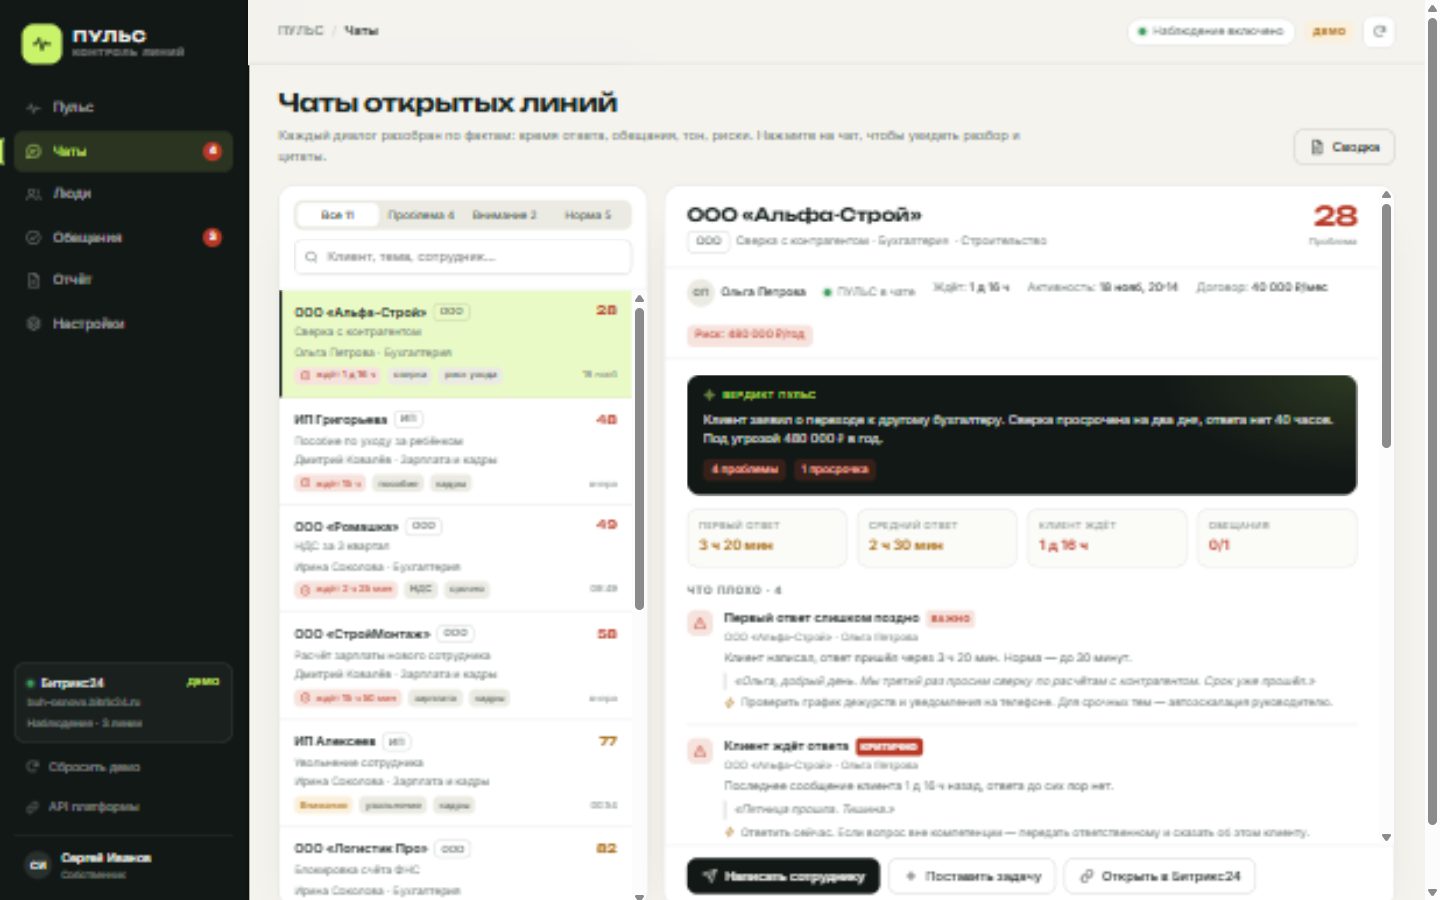 ПУЛЬС
КОНТРОЛЬ ЛИНИЙ
Пульс
Чаты 4
Люди
Обещания 3
Отчёт
Настройки
Битрикс24 ДЕМО
Наблюдение · 3 линии
Сбросить демо
API платформы
СИ Сергей Иванов
Собственник
ПУЛЬС / Чаты
Наблюдение включено ДЕМО
Чаты открытых линий
Каждый диалог разобран по фактам: время ответа, обещания, тон, риски. Нажмите на чат, чтобы увидеть разбор и
цитаты.
Сводка
Все 11 Проблема 4 Внимание 2 Норма 5
Клиент, тема, сотрудник...
ООО «Альфа-Строй» ООО 28
Сверка с контрагентом
Ольга Петрова · Бухгалтерия
ждёт 1 д 16 ч сверка риск ухода 18 нояб
ИП Григорьева ИП 48
Пособие по уходу за ребёнком
Дмитрий Ковалёв · Зарплата и кадры
ждёт 15 ч пособие кадры вчера
ООО «Ромашка» ООО 49
НДС за 3 квартал
Ирина Соколова · Бухгалтерия
ждёт 2 ч 25 мин НДС срочно
ООО «СтройМонтаж» ООО 58
Расчёт зарплаты нового сотрудника
Дмитрий Ковалёв · Зарплата и кадры
ждёт 15 ч 50 мин зарплата кадры вчера
ИП Алексеев ИП 77
Увольнение сотрудника
Ирина Соколова · Зарплата и кадры
Внимание увольнение кадры
ООО «Логистик Про» ООО 82
Блокировка счёта ФНС
Ирина Соколова · Бухгалтерия
ООО «Альфа-Строй» 28
ООО Сверка с контрагентом · Бухгалтерия · Строительство Проблема
ОП Ольга Петрова ПУЛЬС в чате Ждёт: 1 д 16 ч Активность: 18 нояб, 20:14 Договор: 40 000 ₽/мес
Риск: 480 000 ₽/год
ВЕРДИКТ ПУЛЬС
Клиент заявил о переходе к другому бухгалтеру. Сверка просрочена на два дня, ответа нет 40 часов.
Под угрозой 480 000 ₽ в год.
4 проблемы 1 просрочка
ПЕРВЫЙ ОТВЕТ
3 ч 20 мин
СРЕДНИЙ ОТВЕТ
2 ч 30 мин
КЛИЕНТ ЖДЁТ
1 д 16 ч
ОБЕЩАНИЯ
0/1
ЧТО ПЛОХО · 4
Первый ответ слишком поздно ВАЖНО
ООО «Альфа-Строй» · Ольга Петрова
Клиент написал, ответ пришёл через 3 ч 20 мин. Норма — до 30 минут.
«Ольга, добрый день. Мы третий раз просим сверку по расчётам с контрагентом. Срок уже прошёл.»
Проверить график дежурств и уведомления на телефоне. Для срочных тем — автоэскалация руководителю.
Клиент ждёт ответа КРИТИЧНО
ООО «Альфа-Строй» · Ольга Петрова
Последнее сообщение клиента 1 д 16 ч назад, ответа до сих пор нет.
«Пятница прошла. Тишина.»
Ответить сейчас. Если вопрос вне компетенции — передать ответственному и сказать об этом клиенту.
Написать сотруднику Поставить задачу Открыть в Битрикс24